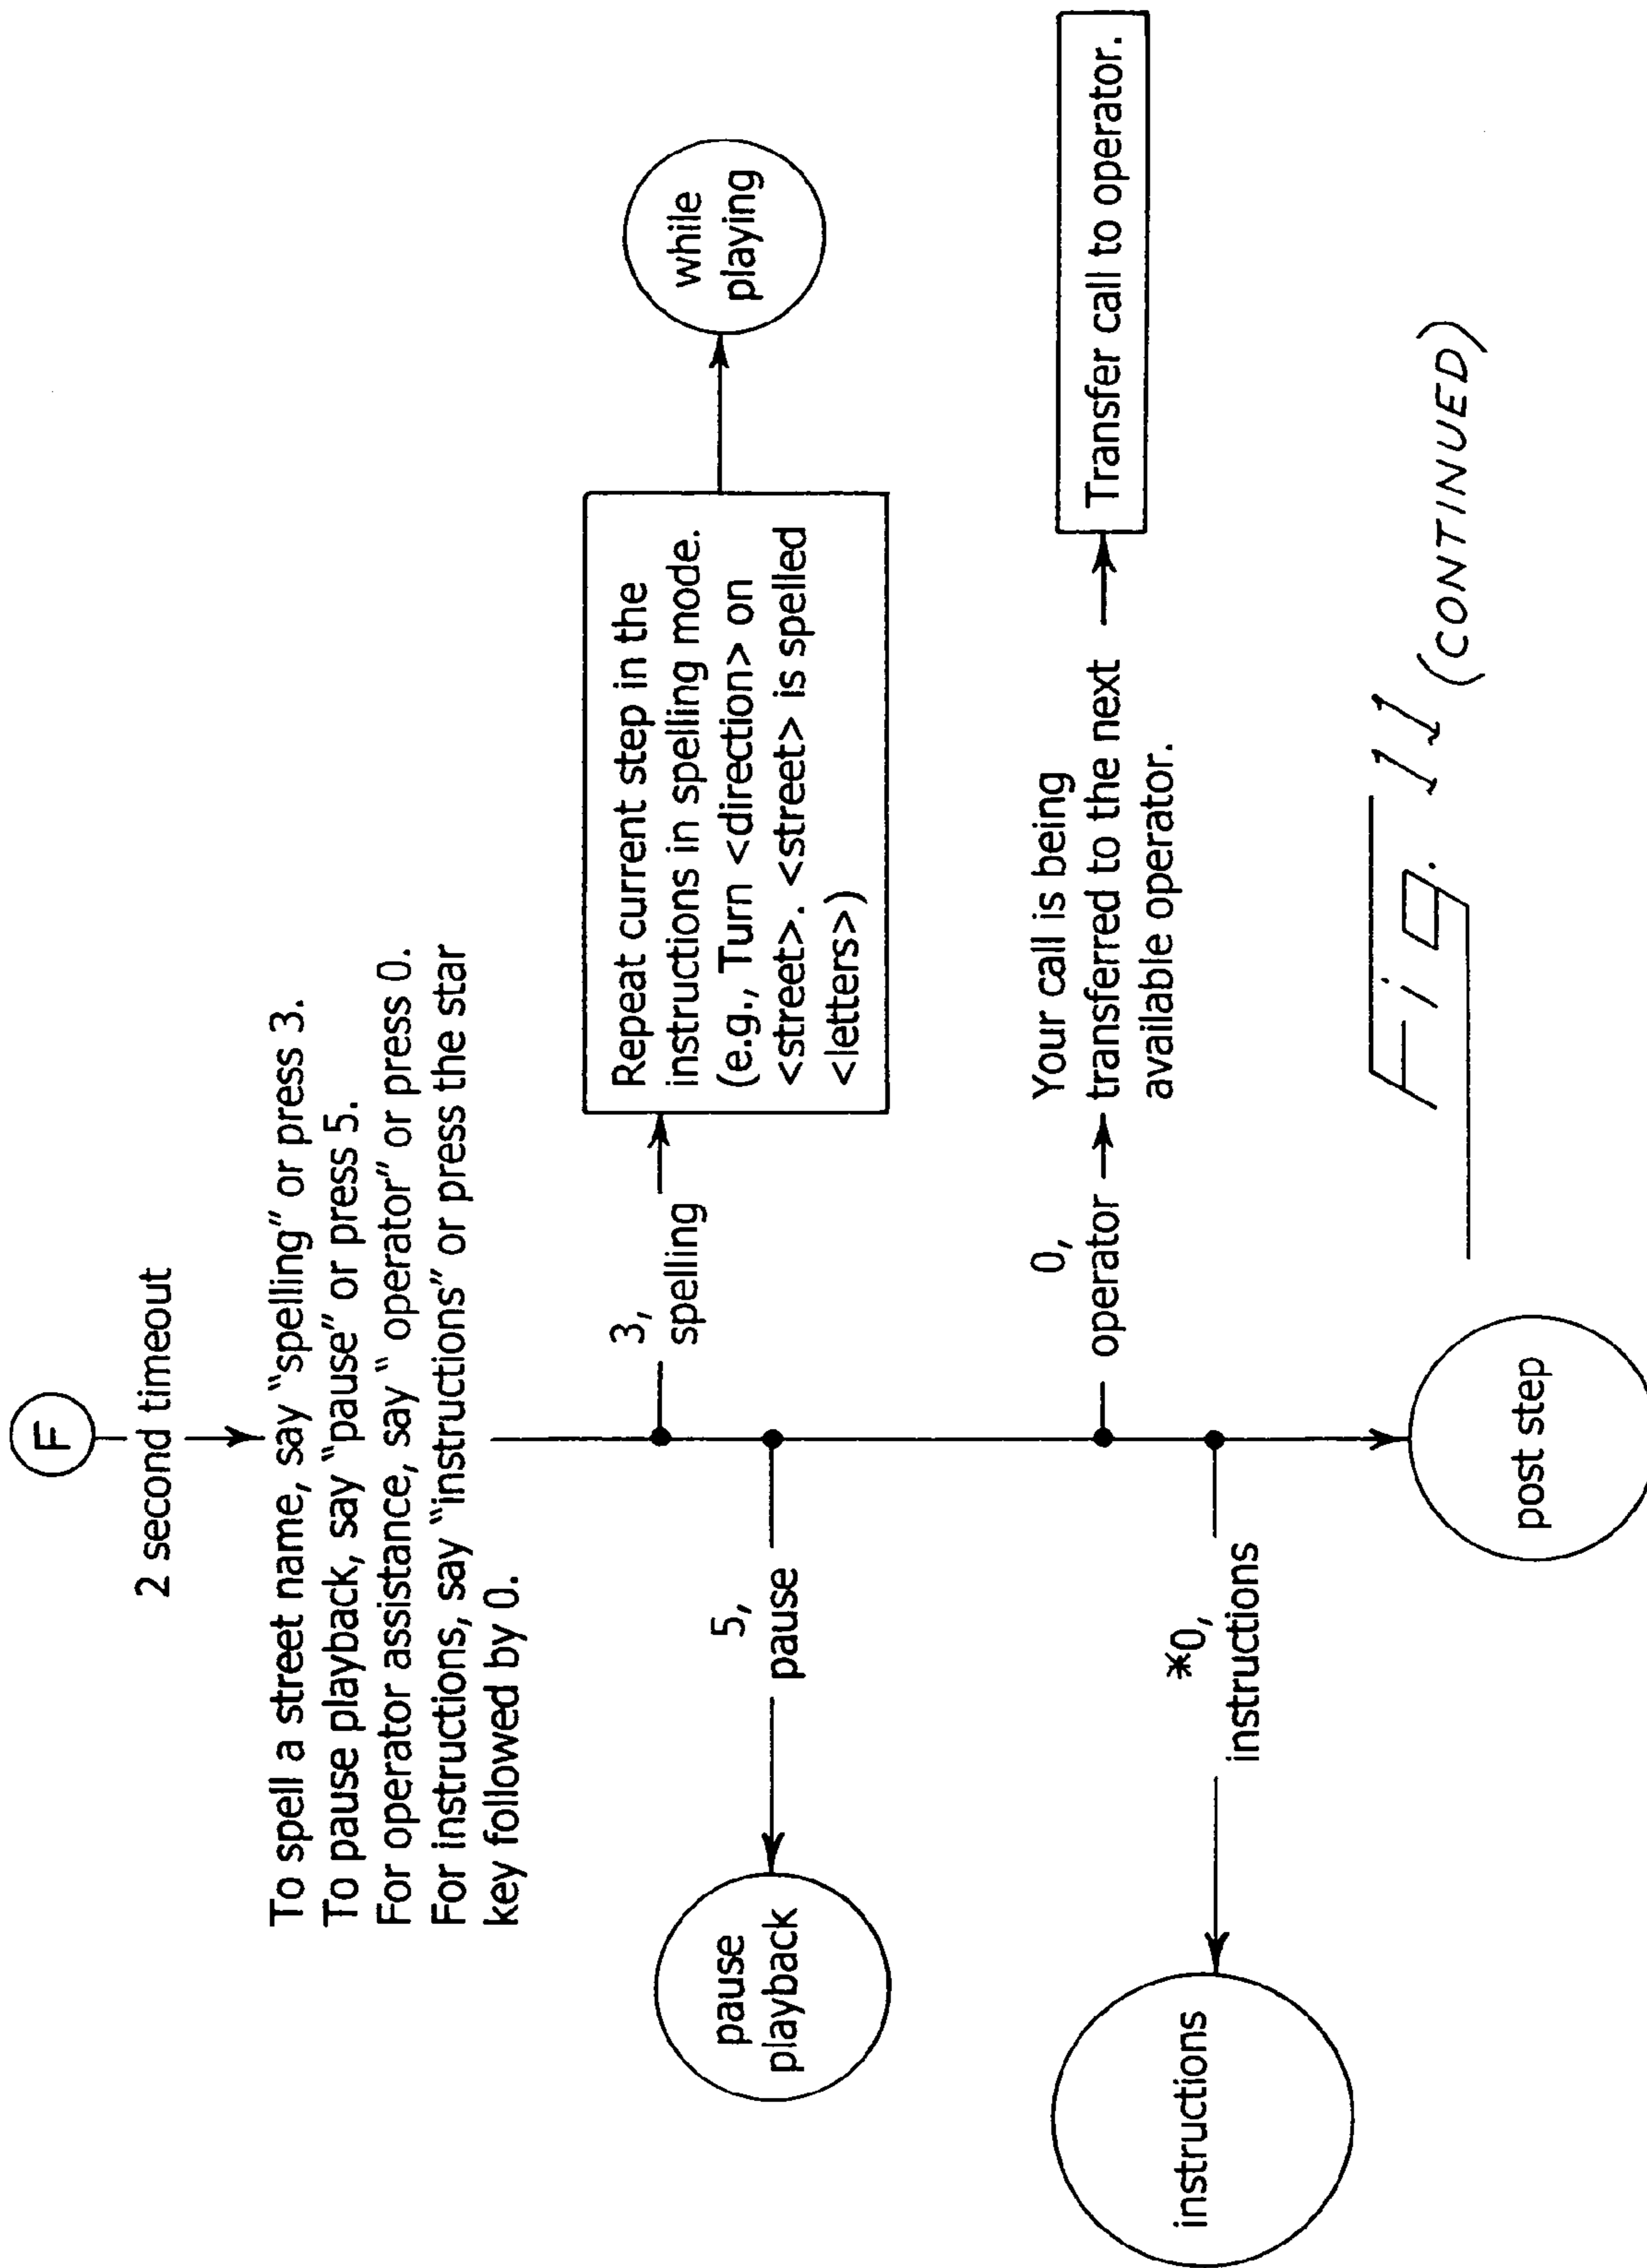 F
2 second timeout
To spell a street name, say "spelling" or press 3.
To pause playback, say "pause" or press 5.
For operator assistance, say " operator" or press 0.
For instructions, say "instructions" or press the star
key followed by 0.
3,
spelling
Repeat current step in the
instructions in spelling mode.
(e.g., Turn <direction> on
<street>. <street> is spelled
<letters>)
while
playing
5,
pause
pause
playback
0,
operator
Your call is being
transferred to the next
available operator.
Transfer call to operator.
*0,
instructions
instructions
post step
Fig. 11 (CONTINUED)